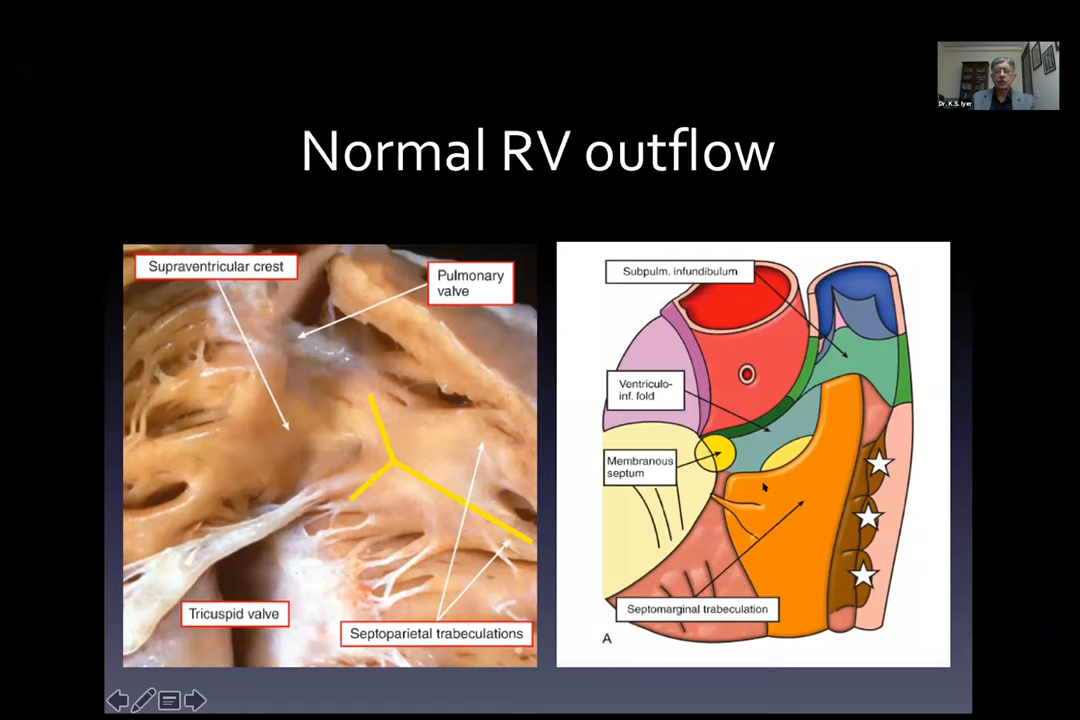 Dr. K.S. Iyer
Normal RV outflow
Supraventricular crest
Pulmonary
valve
Tricuspid valve
Septoparietal trabeculations
Subpulm. infundibulum
Ventriculo-
inf. fold
Membranous
septum
Septomarginal trabeculation
A